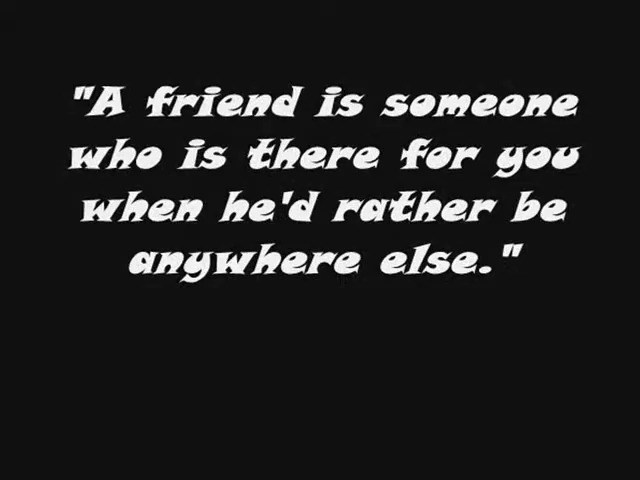 "A friend is someone
who is there for you
when he'd rather be
anywhere else."